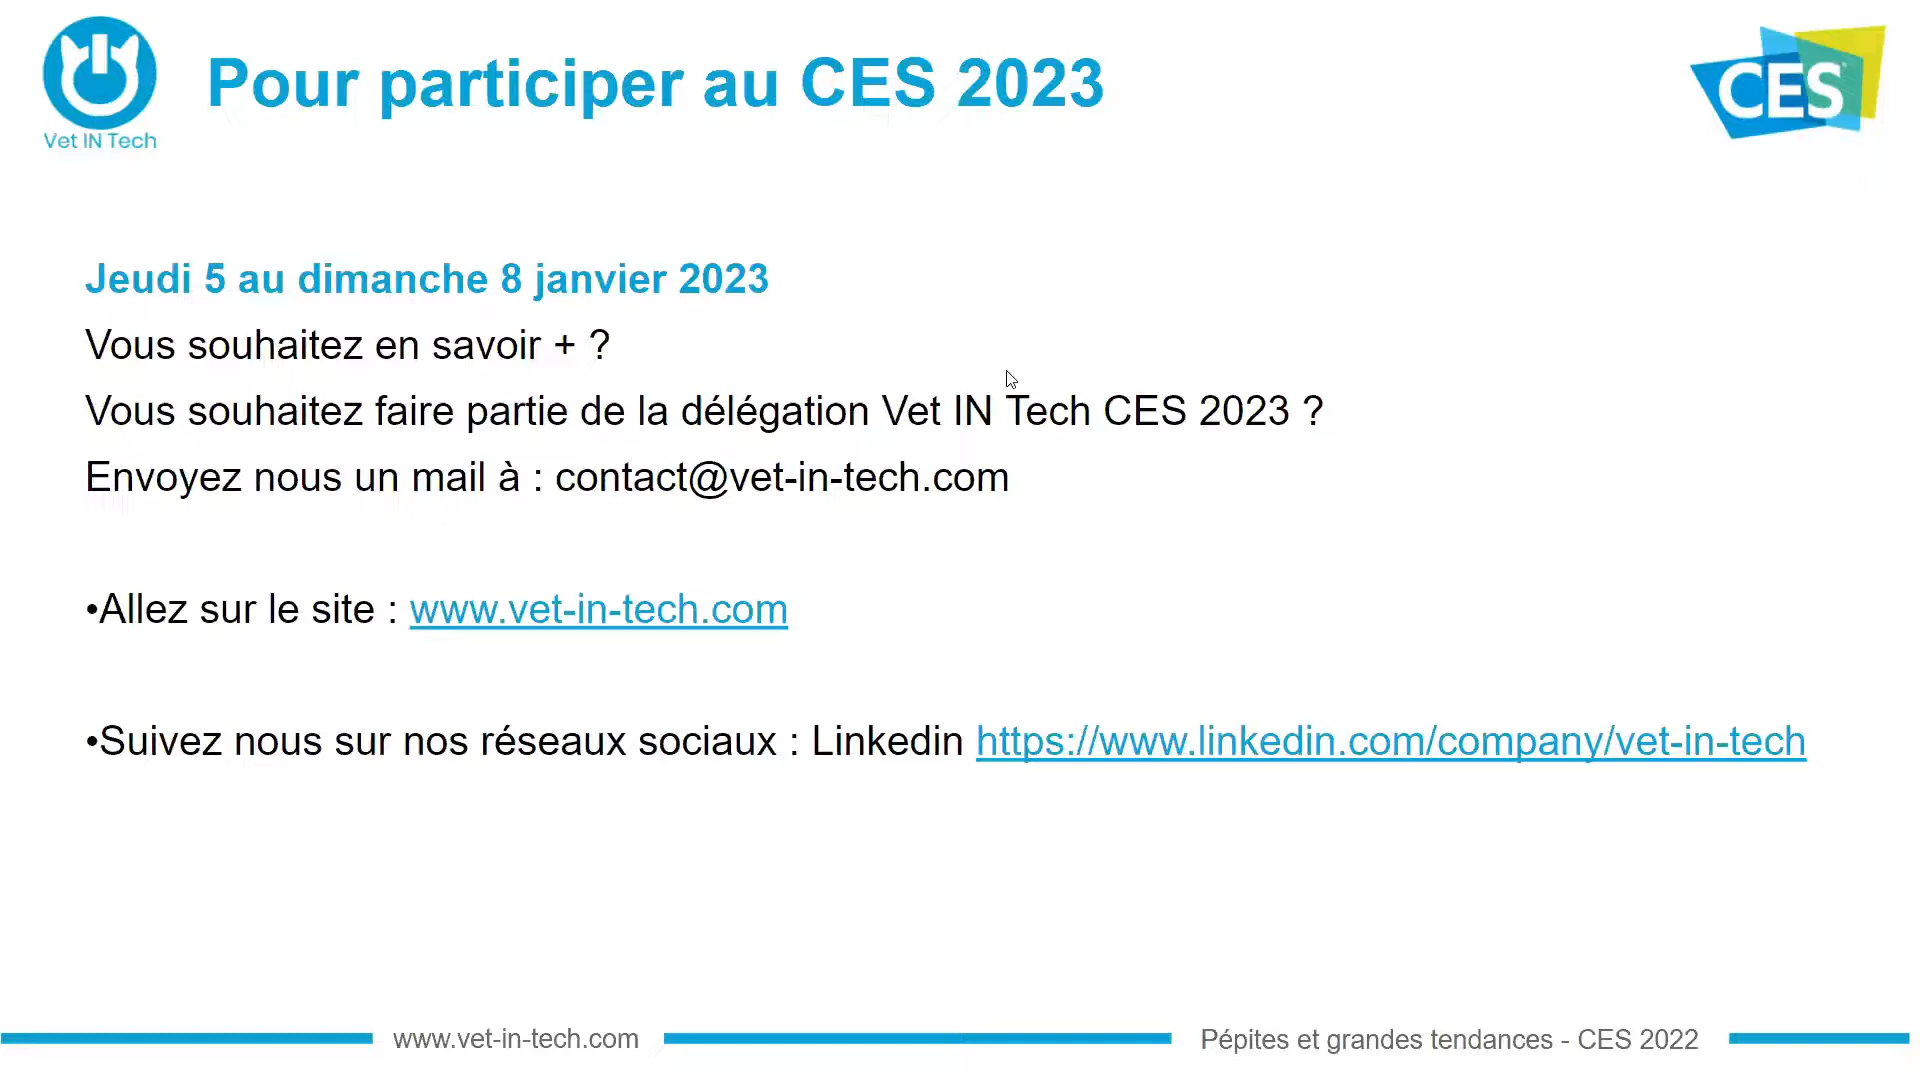 Vet IN Tech
Pour participer au CES 2023
CES
Jeudi 5 au dimanche 8 janvier 2023
Vous souhaitez en savoir + ?
Vous souhaitez faire partie de la délégation Vet IN Tech CES 2023 ?
Envoyez nous un mail à : contact@vet-in-tech.com
•Allez sur le site : www.vet-in-tech.com
•Suivez nous sur nos réseaux sociaux : Linkedin https://www.linkedin.com/company/vet-in-tech
www.vet-in-tech.com
Pépites et grandes tendances - CES 2022